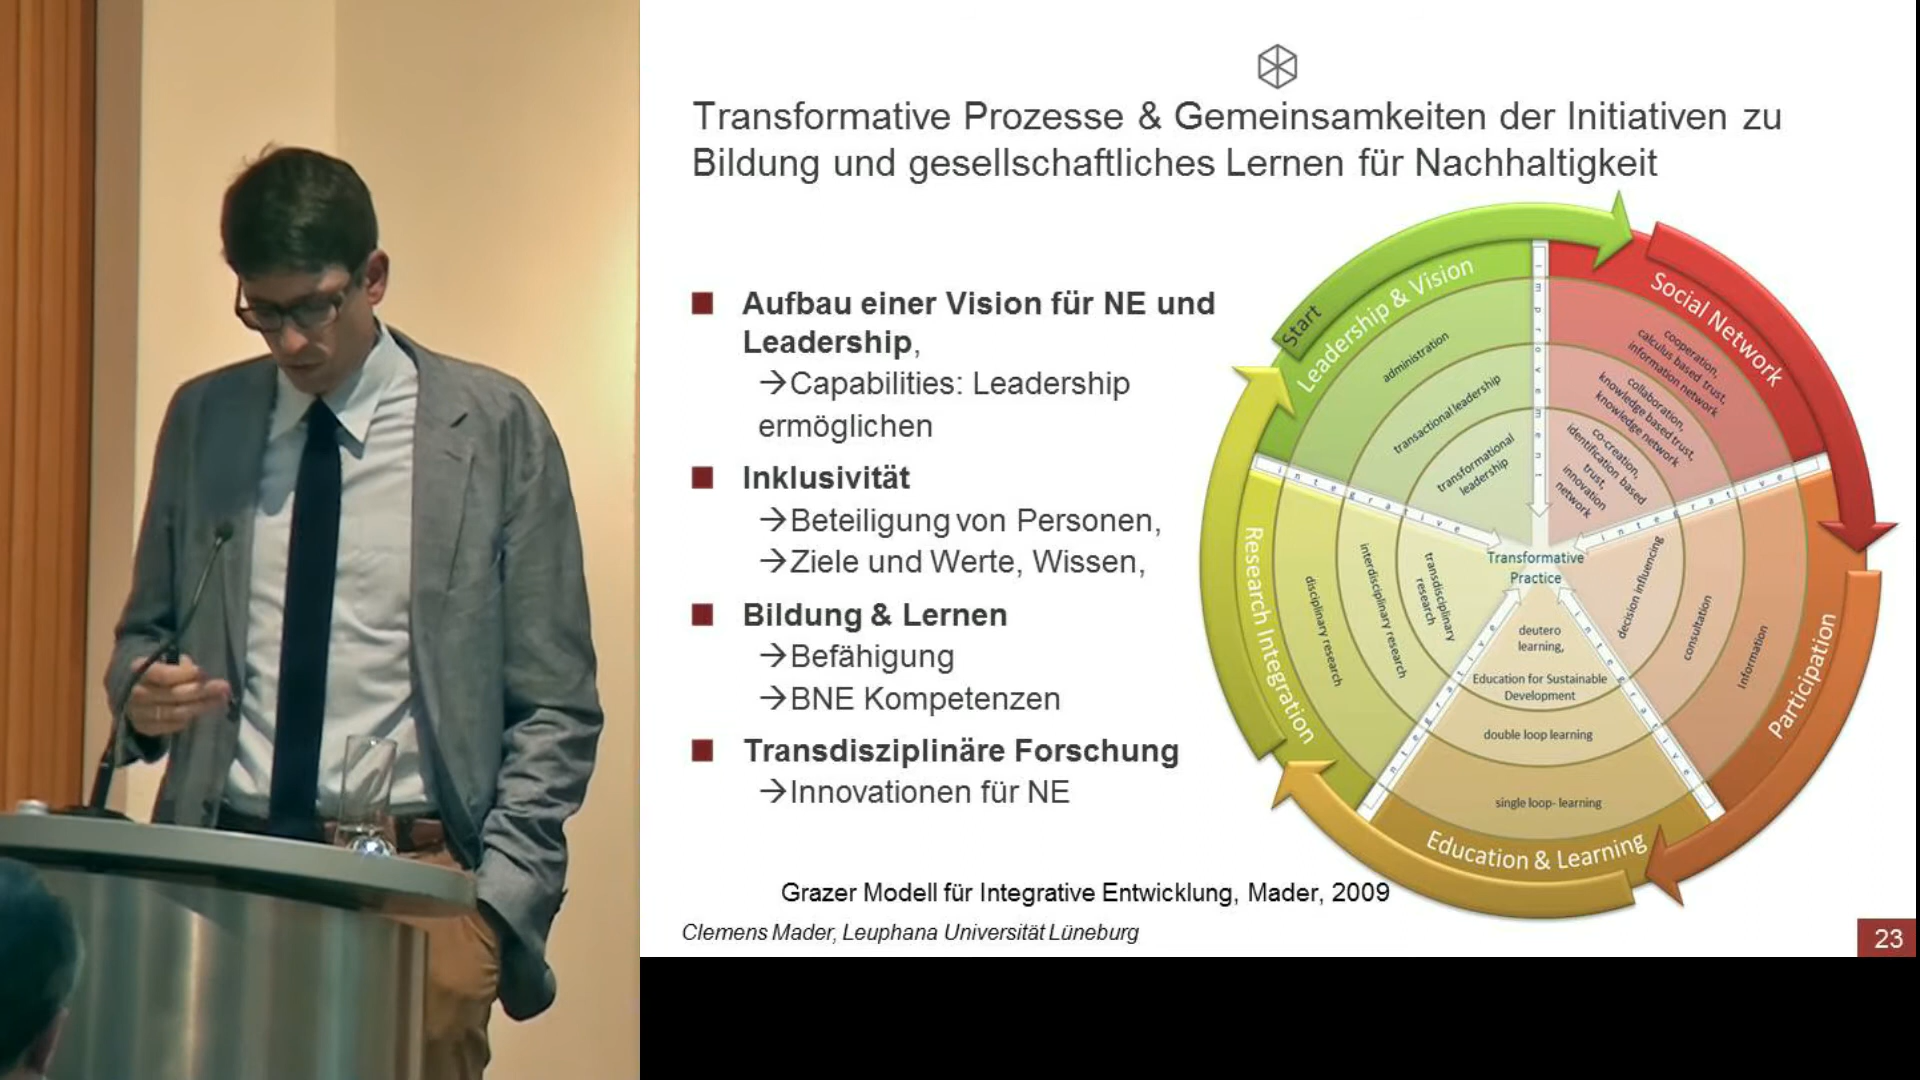 Transformative Prozesse & Gemeinsamkeiten der Initiativen zu
Bildung und gesellschaftliches Lernen für Nachhaltigkeit
Aufbau einer Vision für NE und
Leadership,
→Capabilities: Leadership
ermöglichen
Inklusivität
→Beteiligung von Personen,
→Ziele und Werte, Wissen,
Bildung & Lernen
→Befähigung
→BNE Kompetenzen
Transdisziplinäre Forschung
→Innovationen für NE
Start
Leadership & Vision
administration
transactional leadership
transformational
leadership
improvement
Social Network
cooperation,
calculus based trust,
information network
collaboration,
knowledge based trust,
knowledge network
co-creation,
identification based
trust,
innovation
network
integrative
Participation
Information
consultation
decision influencing
integrative
Education & Learning
deutero
learning,
Education for Sustainable
Development
double loop learning
single loop- learning
integrative
Research Integration
disciplinary research
interdisciplinary research
transdisciplinary
research
integrative
Transformative
Practice
Grazer Modell für Integrative Entwicklung, Mader, 2009
Clemens Mader, Leuphana Universität Lüneburg
23